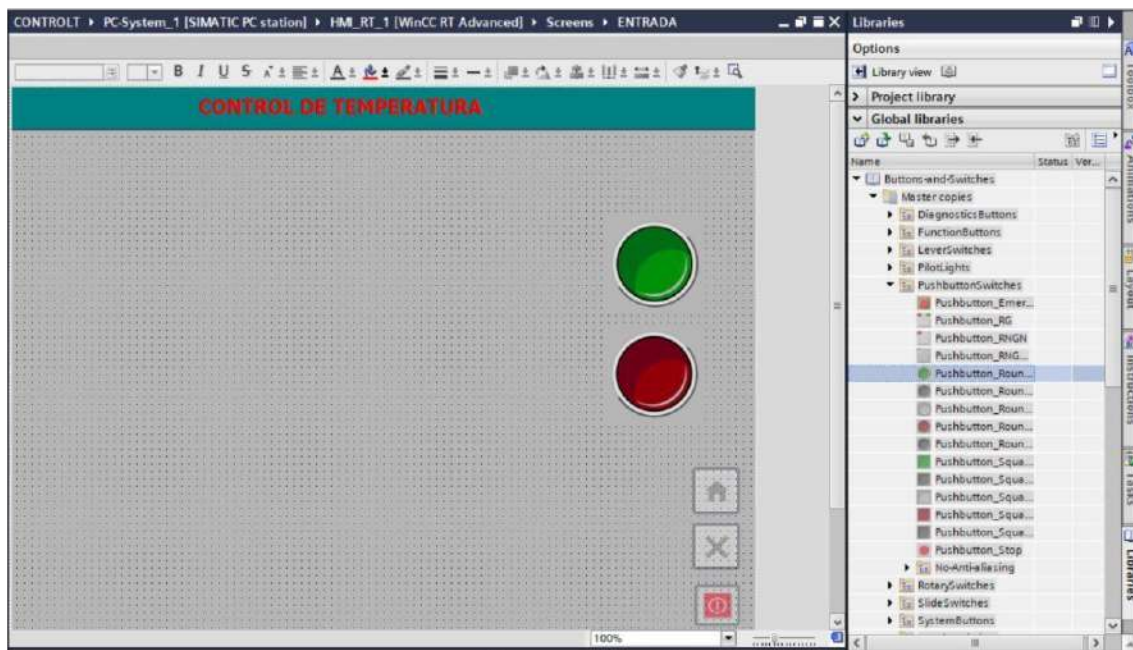 CONTROLT ▸ PC-System_1 [SIMATIC PC station] ▸ HMI_RT_1 [WinCC RT Advanced] ▸ Screens ▸ ENTRADA
B I U S
CONTROL DE TEMPERATURA
100%
Libraries
Options
Library view
Project library
Global libraries
Name Status Ver...
Buttons-and-Switches
Master copies
DiagnosticsButtons
FunctionButtons
LeverSwitches
PilotLights
PushbuttonSwitches
Pushbutton_Emer...
Pushbutton_RG
Pushbutton_RNGN
Pushbutton_RNG...
Pushbutton_Roun...
Pushbutton_Roun...
Pushbutton_Roun...
Pushbutton_Roun...
Pushbutton_Roun...
Pushbutton_Squa...
Pushbutton_Squa...
Pushbutton_Squa...
Pushbutton_Squa...
Pushbutton_Squa...
Pushbutton_Stop
No-Anti-aliasing
RotarySwitches
SlideSwitches
SystemButtons
Toolbox
Animations
Layout
Instructions
Tasks
Libraries